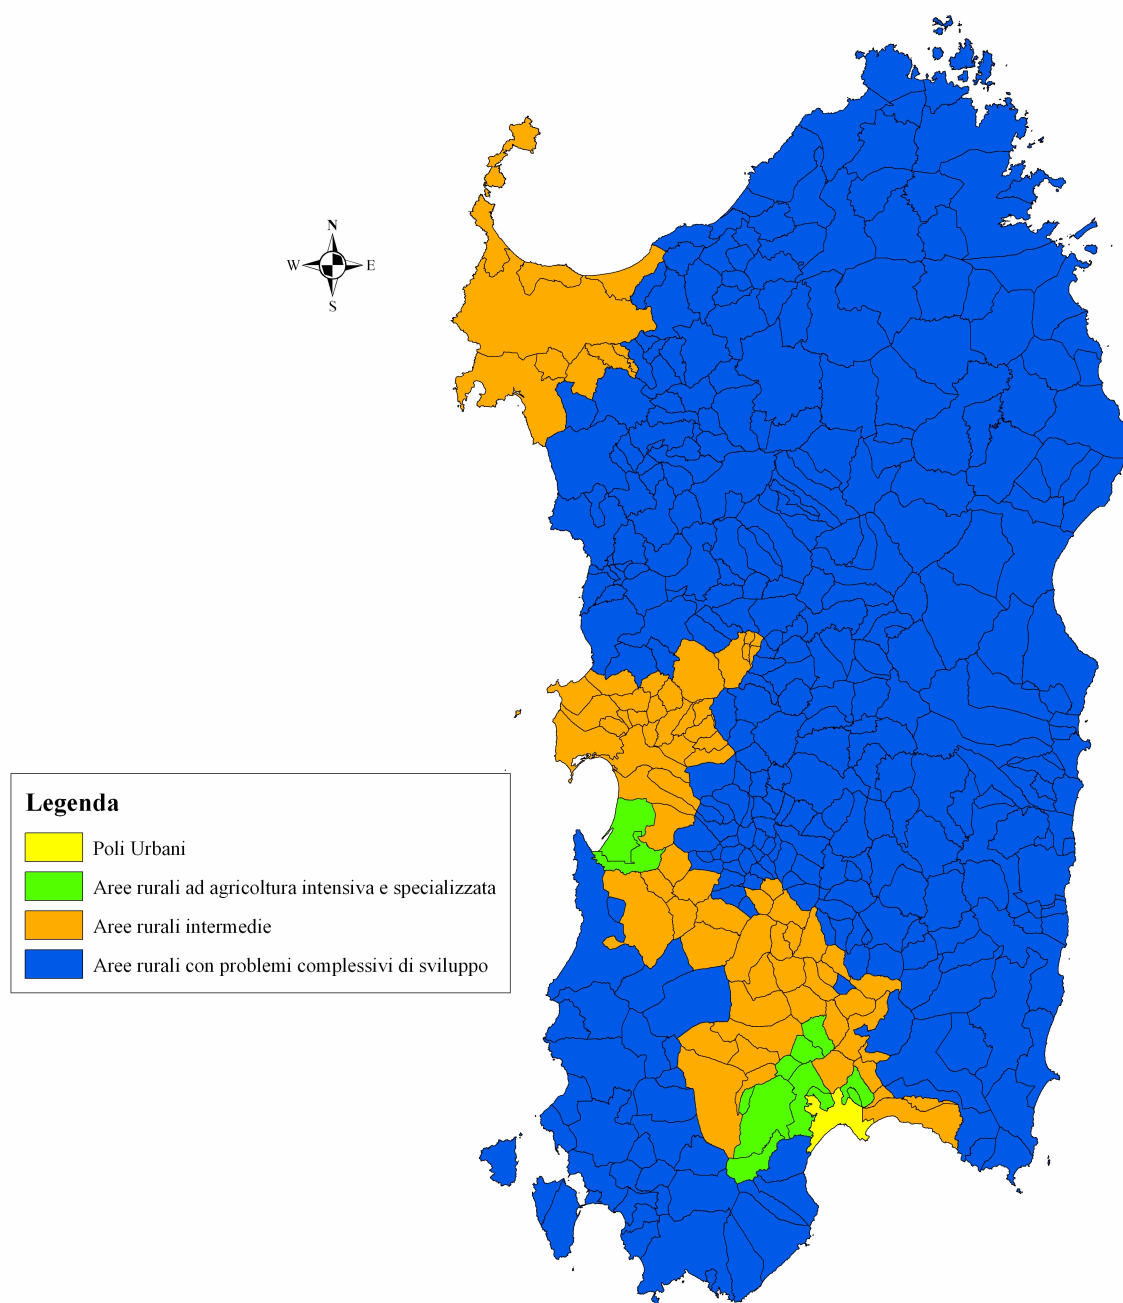 N
W E
S
Legenda
Poli Urbani
Aree rurali ad agricoltura intensiva e specializzata
Aree rurali intermedie
Aree rurali con problemi complessivi di sviluppo